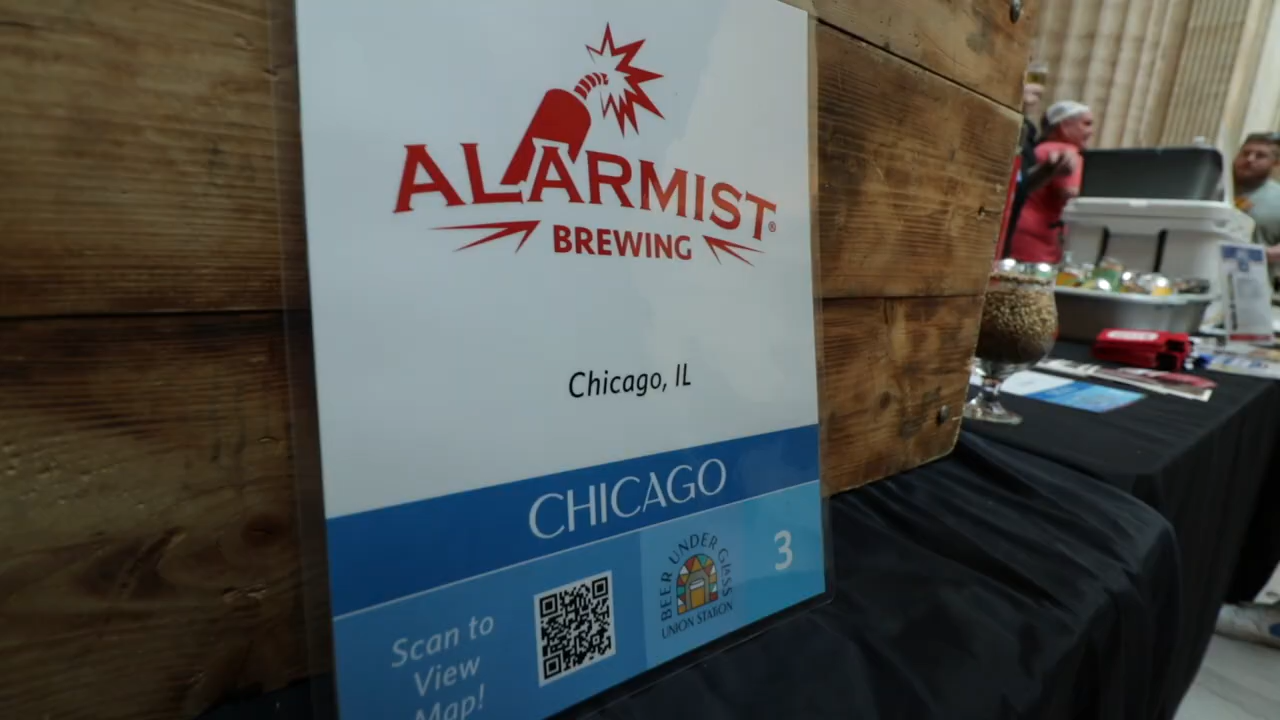 ALARMIST®
BREWING
Chicago, IL
CHICAGO
Scan to
View
Map!
BEER UNDER GLASS
UNION STATION
3